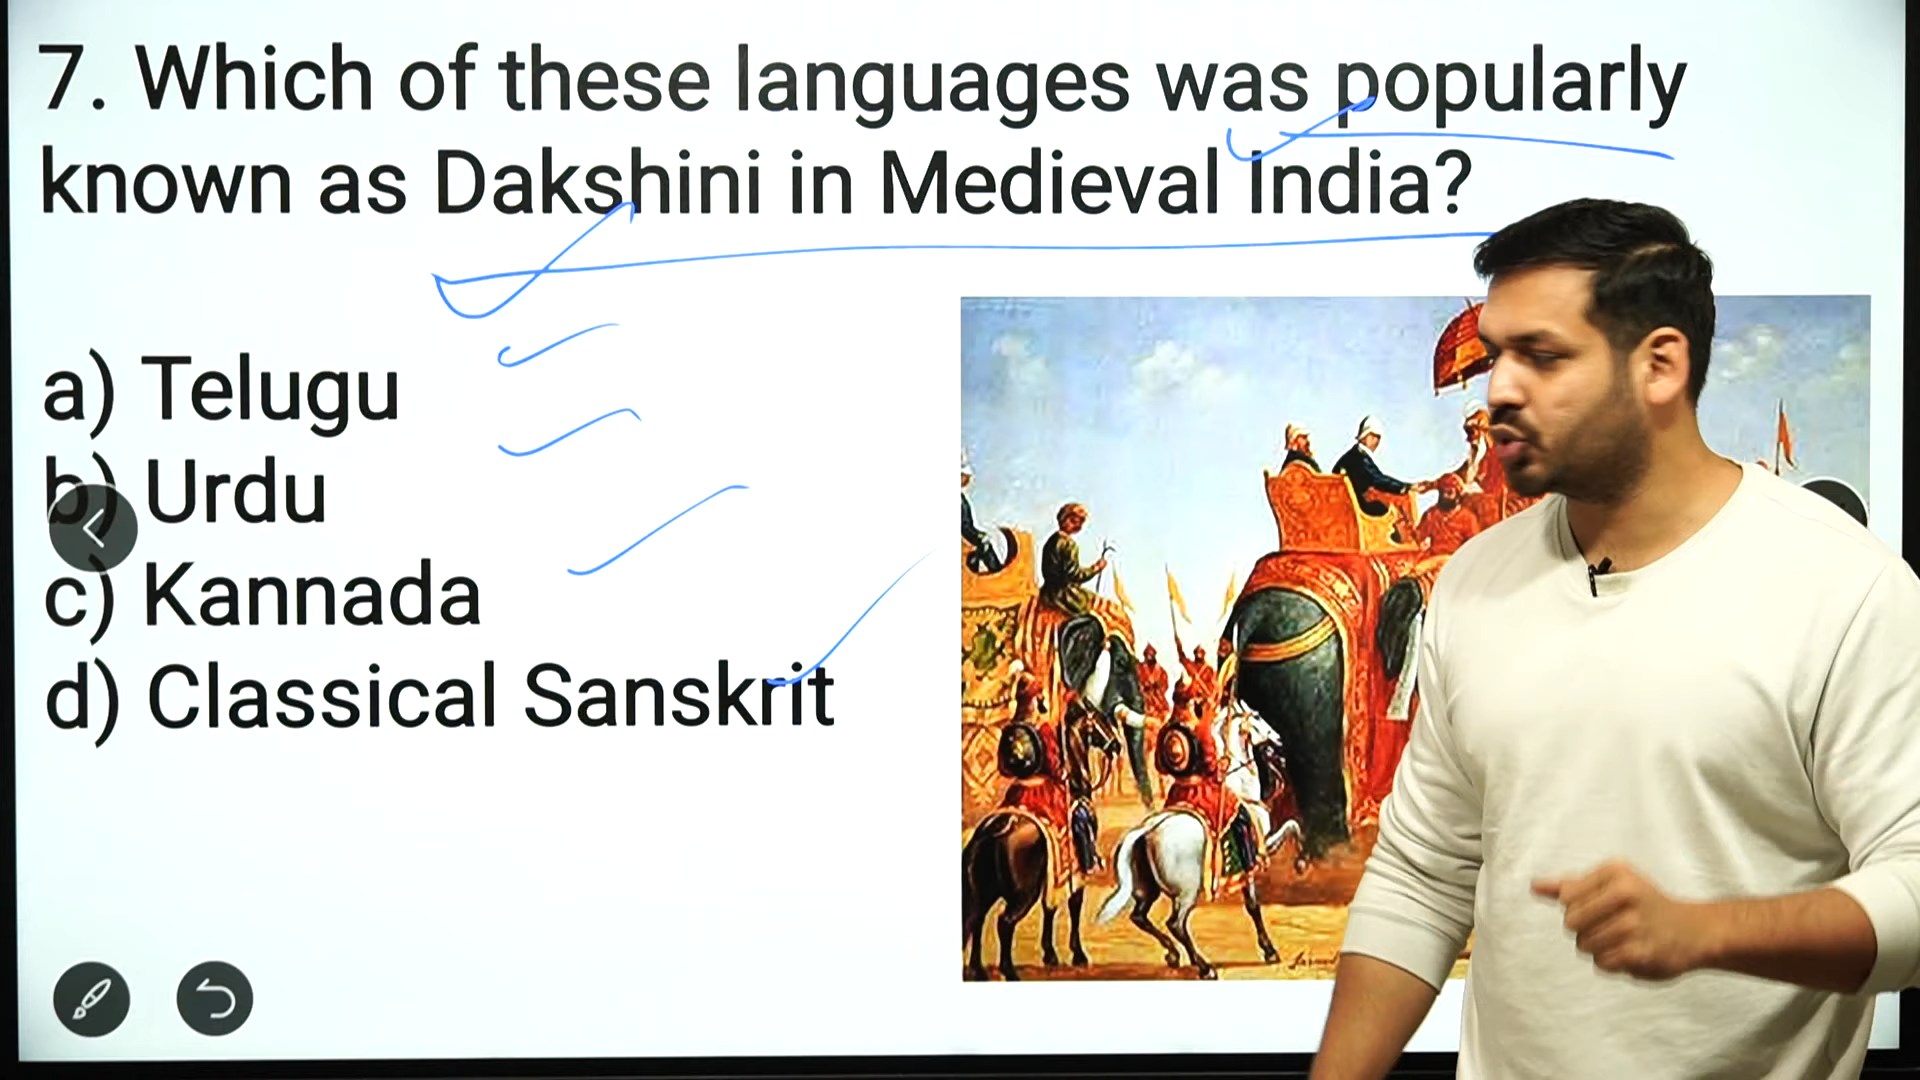 7. Which of these languages was popularly
known as Dakshini in Medieval India?
a) Telugu
b) Urdu
c) Kannada
d) Classical Sanskrit